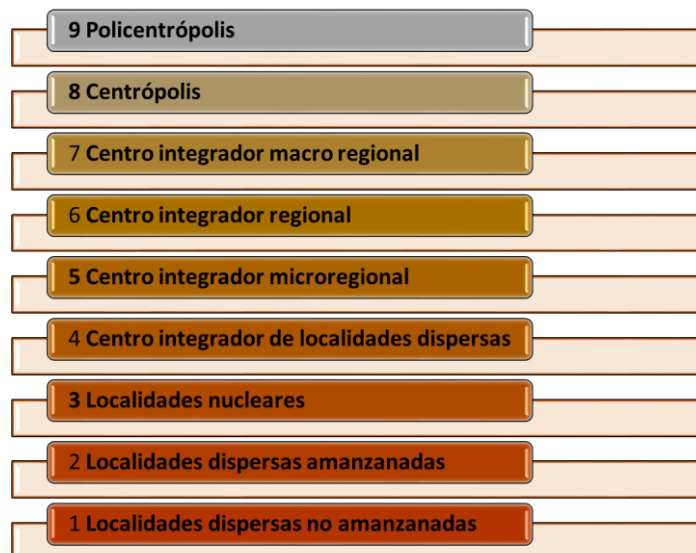 9 Policentrópolis
8 Centrópolis
7 Centro integrador macro regional
6 Centro integrador regional
5 Centro integrador microregional
4 Centro integrador de localidades dispersas
3 Localidades nucleares
2 Localidades dispersas amanzanadas
1 Localidades dispersas no amanzanadas